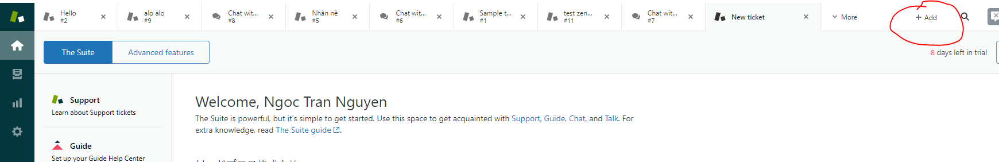 Hello
#2
alo alo
#9
Chat wit...
#8
Nhân nè
#5
Chat wit...
#6
Sample t...
#1
test zen...
#11
Chat wit...
#7
New ticket
More
+ Add
The Suite
Advanced features
8 days left in trial
Support
Learn about Support tickets
Guide
Set up your Guide Help Center
Welcome, Ngoc Tran Nguyen
The Suite is powerful, but it's simple to get started. Use this space to get acquainted with Support, Guide, Chat, and Talk. For
extra knowledge, read The Suite guide.